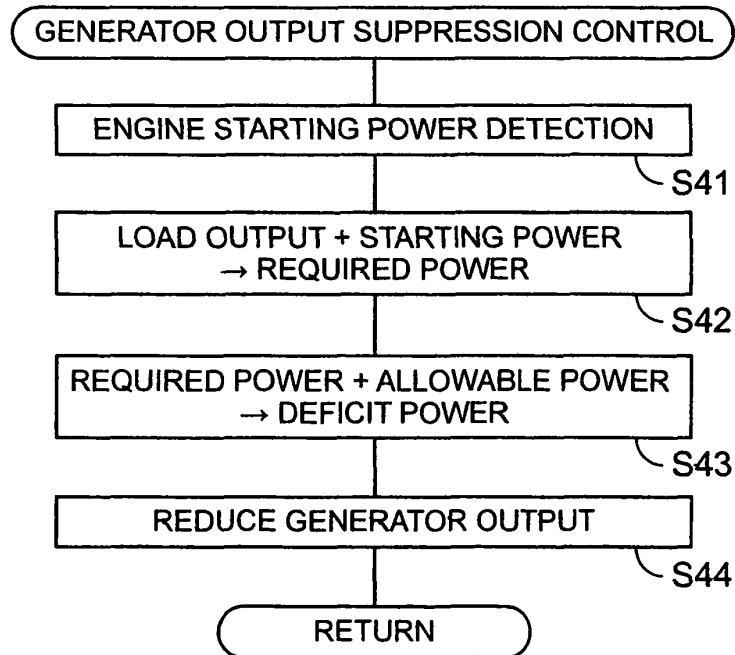 GENERATOR OUTPUT SUPPRESSION CONTROL
ENGINE STARTING POWER DETECTION
S41
LOAD OUTPUT + STARTING POWER
→ REQUIRED POWER
S42
REQUIRED POWER + ALLOWABLE POWER
→ DEFICIT POWER
S43
REDUCE GENERATOR OUTPUT
S44
RETURN